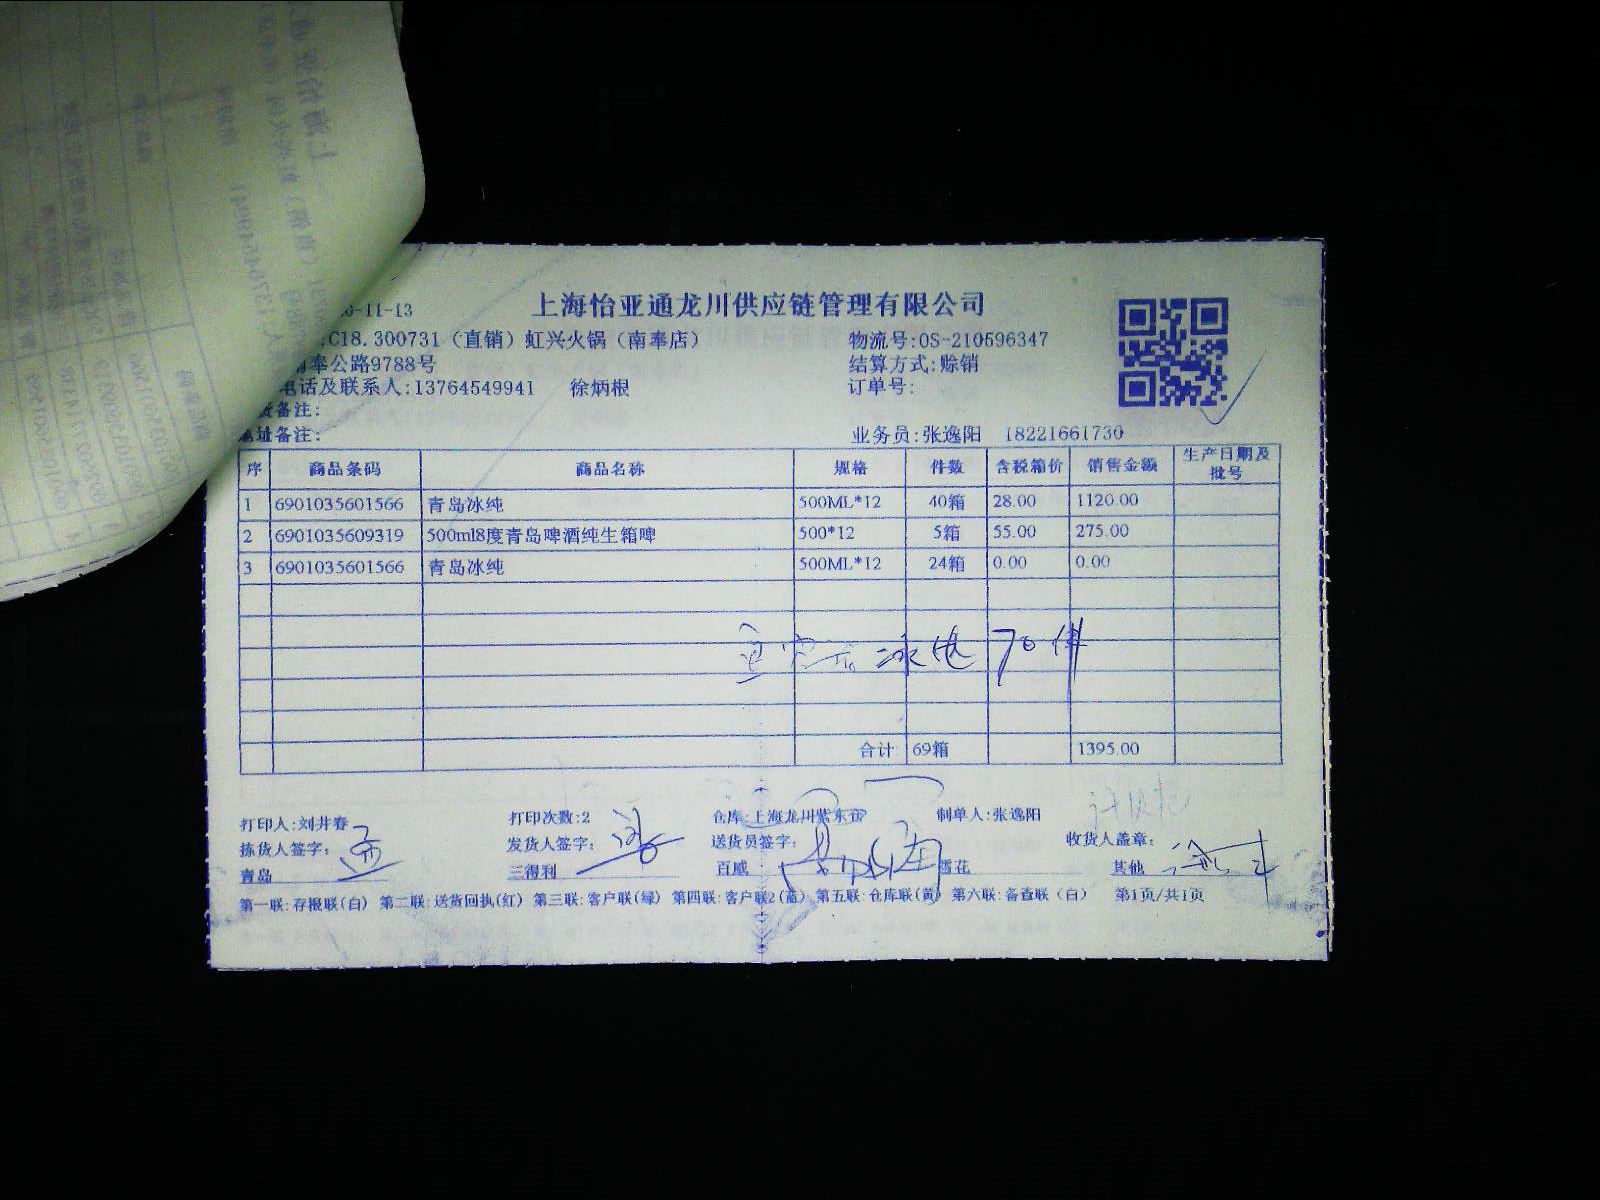 上海怡亚通龙川供应链管理有限公司
0-11-13
C18.300731（直销）虹兴火锅（南奉店） 物流号:OS-210596347
奉公路9788号 结算方式:赊销
电话及联系人:13764549941 徐炳根 订单号:
备注:
地址备注: 业务员:张逸阳 18221661730
序 商品条码 商品名称 规格 件数 含税箱价 销售金额 生产日期及批号
1 6901035601566 青岛冰纯 500ML*12 40箱 28.00 1120.00
2 6901035609319 500ml8度青岛啤酒纯生箱啤 500*12 5箱 55.00 275.00
3 6901035601566 青岛冰纯 500ML*12 24箱 0.00 0.00
冰纯 70件
合计 69箱 1395.00
打印人:刘井春 打印次数:2 仓库:上海龙川紫东仓 制单人:张逸阳
拣货人签字: 发货人签字: 送货员签字: 收货人盖章:
青岛 三得利 百威 雪花 其他
第一联:存根联(白) 第二联:送货回执(红) 第三联:客户联(绿) 第四联:客户联2(蓝) 第五联:仓库联(黄) 第六联:备查联（白） 第1页/共1页